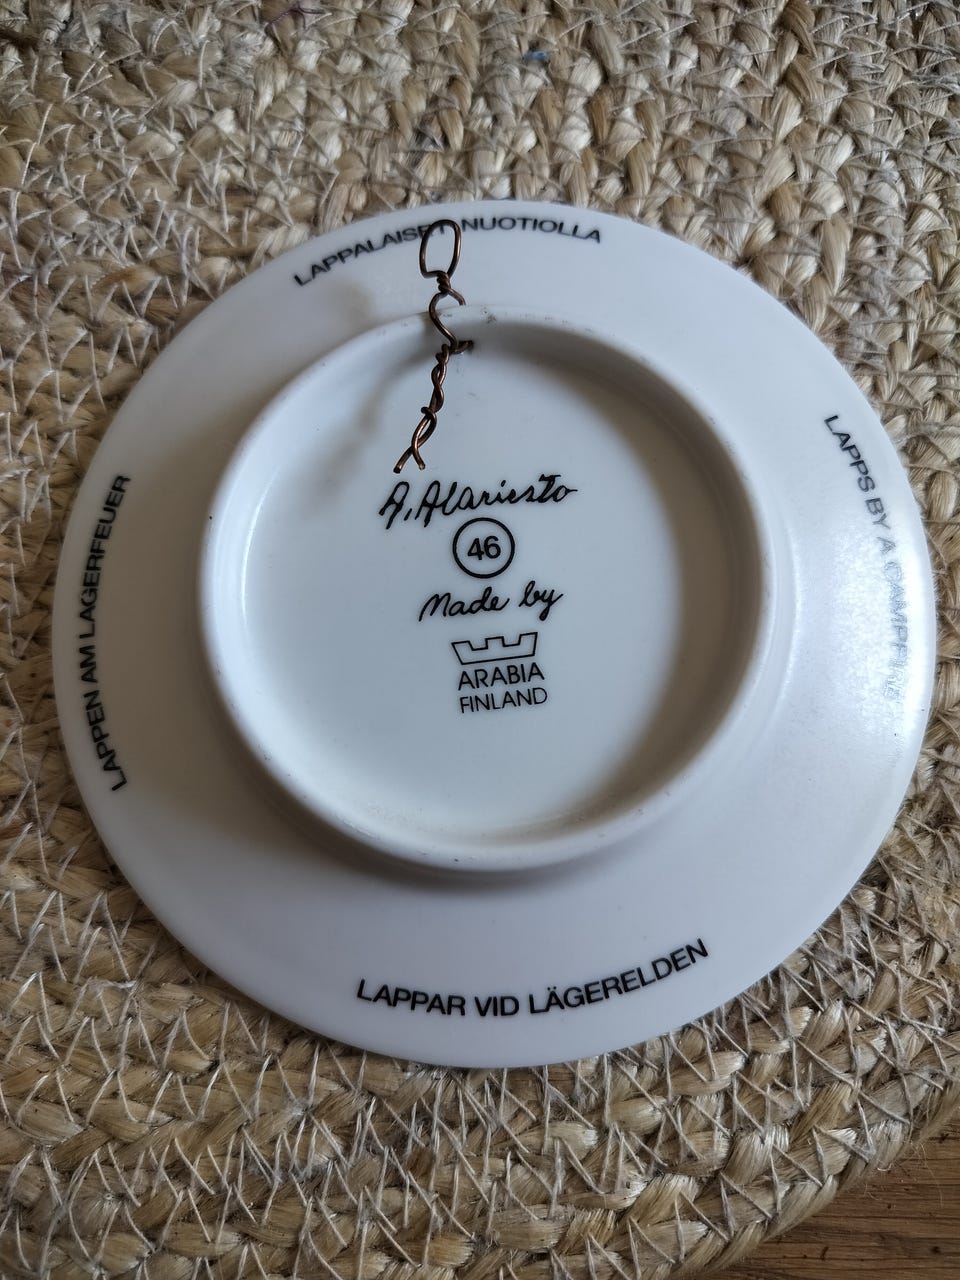 LAPPALAISET NUOTIOLLA
LAPPS BY A CAMPFIRE
LAPPEN AM LAGERFEUER
A. Alariesto
46
Made by
ARABIA
FINLAND
LAPPAR VID LÄGERELDEN